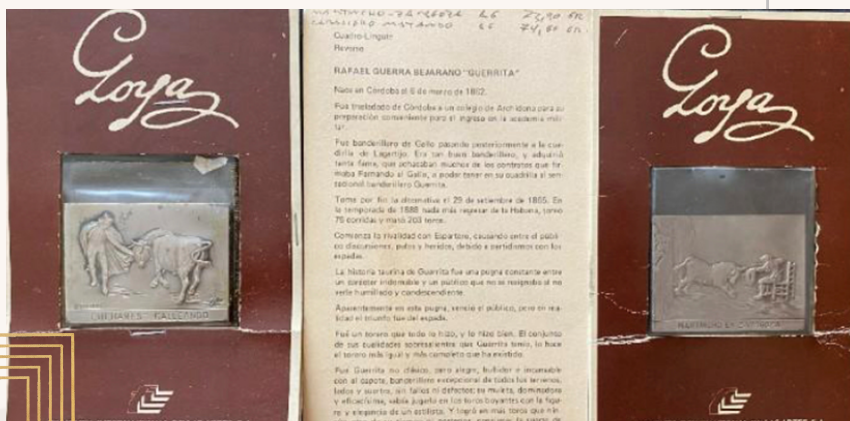 Goya
CHENARES GALLEANDO
Cuadro-Lingote
Reverso
RAFAEL GUERRA BEJARANO "GUERRITA"
Nace en Córdoba el 6 de marzo de 1862.
Fue trasladado de Córdoba a un colegio de Archidona para su
preparación conveniente para el ingreso en la academia mili-
tar.
Fue banderillero de Gallo pasando posteriormente a la cua-
drilla de Lagartijo. Era tan buen banderillero, y adquirió
tanta fama, que achacaban muchos de los contratos que fir-
maba Fernando el Gallo, a poder tener en su cuadrilla al sen-
sacional banderillero Guerrita.
Toma por fin la alternativa el 29 de setiembre de
la temporada de 1888 nada más regresar de la Habana, toreó
75 corridas y mató 203 toros.
Comienza la rivalidad con Espartero, causando entre el públi-
co discusiones, palos y heridos, debido a partidismos con los
espadas.
La historia taurina de Guerrita fue una pugna constante entre
un carácter indomable y un público que no se resignaba al no
verle humillado y condescendiente.
Aparentemente en esta pugna, venció el público, pero en rea-
lidad el triunfo fue del espada.
Fué un torero que todo lo hizo, y lo hizo bien. El conjunto
de sus cualidades sobresalientes que Guerrita tenía, lo hace
el torero más igual y más completo que ha existido.
Fue Guerrita no clásico, pero alegre, bullidor e incansable
con el capote, banderillero excepcional de todos los terrenos,
lados y suertes, sin fallos ni defectos; su muleta, dominadora
y eficacísima, sabía jugarla en los toros boyantes con la figu-
ra y elegancia de un estilista. Y logró en más toros que nin-
Goya
MARTINCHO EN ZARAGOZA